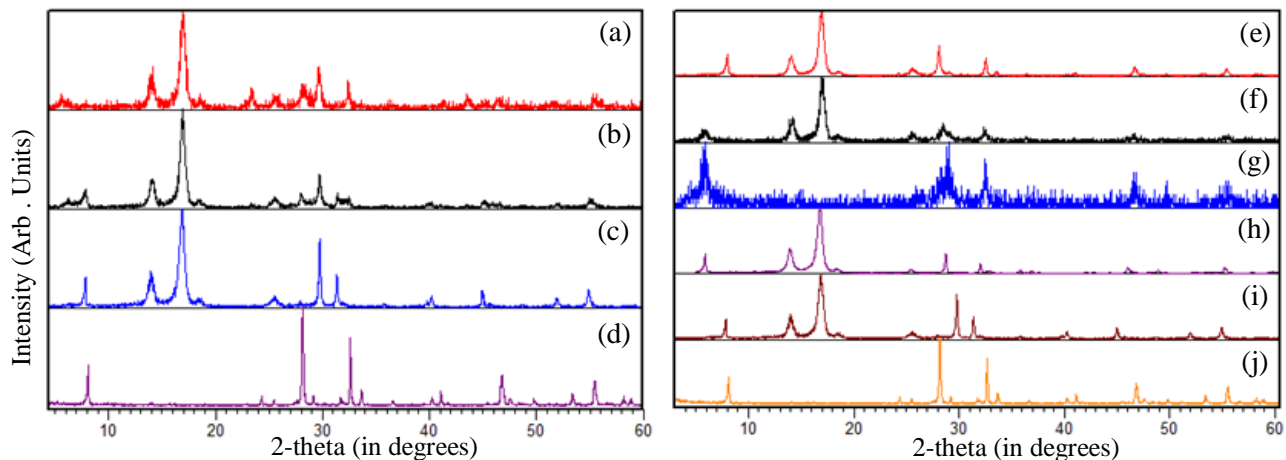 Intensity (Arb . Units)
(a)
(b)
(c)
(d)
10 20 30 40 50 60
2-theta (in degrees)
(e)
(f)
(g)
(h)
(i)
(j)
10 20 30 40 50 60
2-theta (in degrees)